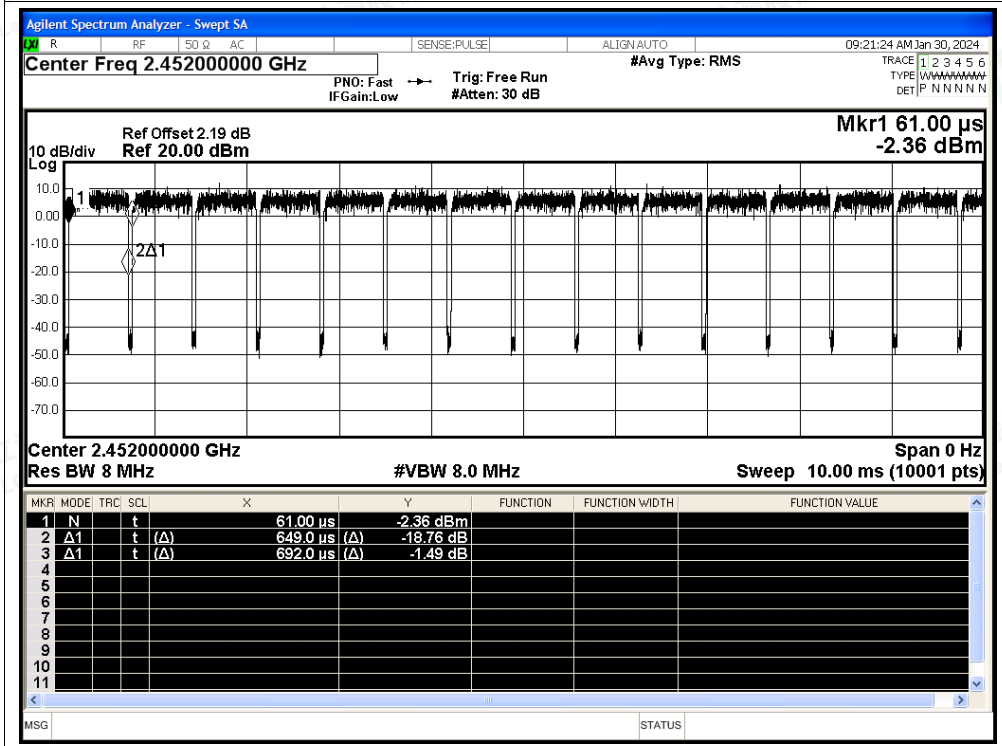 Agilent Spectrum Analyzer - Swept SA
LXI R RF 50 Ω AC SENSE:PULSE ALIGN AUTO 09:21:24 AM Jan 30, 2024
Center Freq 2.452000000 GHz #Avg Type: RMS TRACE 1 2 3 4 5 6
PNO: Fast Trig: Free Run TYPE WWWWWW
IFGain:Low #Atten: 30 dB DET P N N N N N
Mkr1 61.00 µs
Ref Offset 2.19 dB
10 dB/div Ref 20.00 dBm -2.36 dBm
Log
10.0
1
0.00
-10.0
2Δ1
-20.0
-30.0
-40.0
-50.0
-60.0
-70.0
Center 2.452000000 GHz Span 0 Hz
Res BW 8 MHz #VBW 8.0 MHz Sweep 10.00 ms (10001 pts)
MKR MODE TRC SCL X Y FUNCTION FUNCTION WIDTH FUNCTION VALUE
1 N t 61.00 µs -2.36 dBm
2 Δ1 t (Δ) 649.0 µs (Δ) -18.76 dB
3 Δ1 t (Δ) 692.0 µs (Δ) -1.49 dB
4
5
6
7
8
9
10
11
MSG STATUS